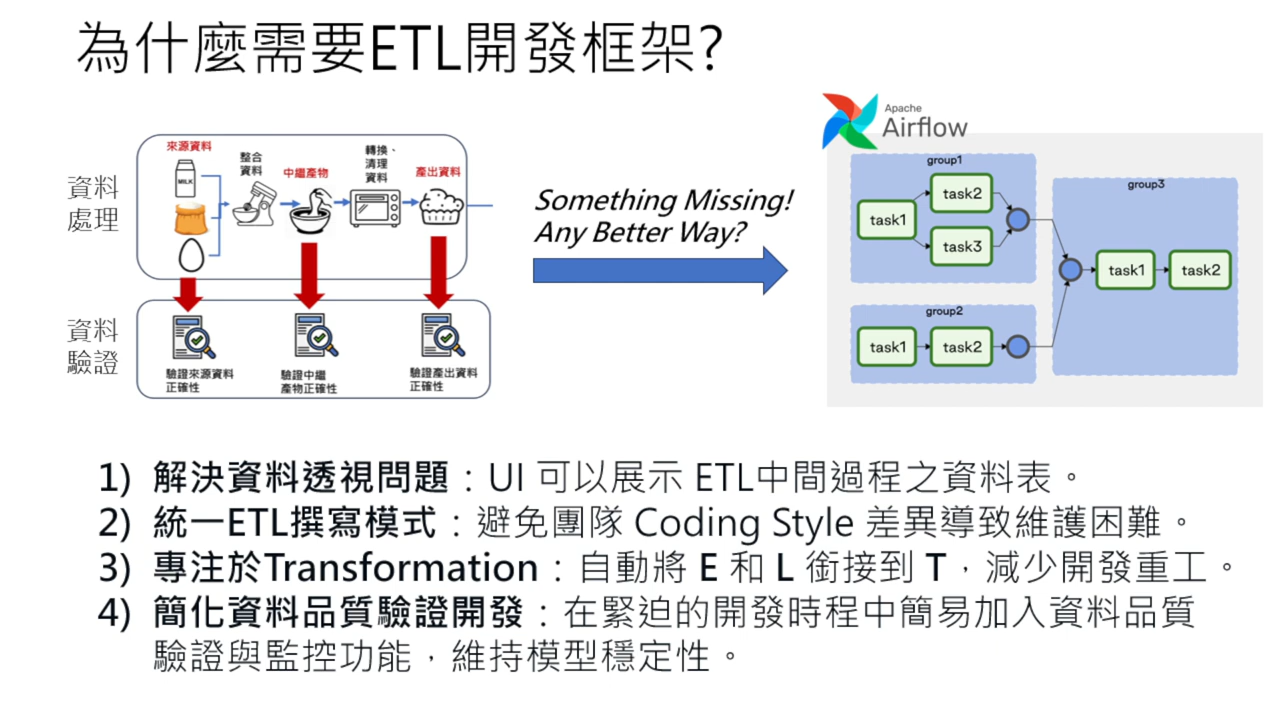 為什麼需要ETL開發框架?
資料
處理
來源資料
MILK
整合
資料
中繼產物
轉換、
清理
資料
產出資料
資料
驗證
驗證來源資料
正確性
驗證中繼
產物正確性
驗證產出資料
正確性
Something Missing!
Any Better Way?
Apache
Airflow
group1
task1
task2
task3
group2
task1
task2
group3
task1
task2
1) 解決資料透視問題：UI 可以展示 ETL中間過程之資料表。
2) 統一ETL撰寫模式：避免團隊 Coding Style 差異導致維護困難。
3) 專注於Transformation：自動將 E 和 L 銜接到 T，減少開發重工。
4) 簡化資料品質驗證開發：在緊迫的開發時程中簡易加入資料品質
驗證與監控功能，維持模型穩定性。